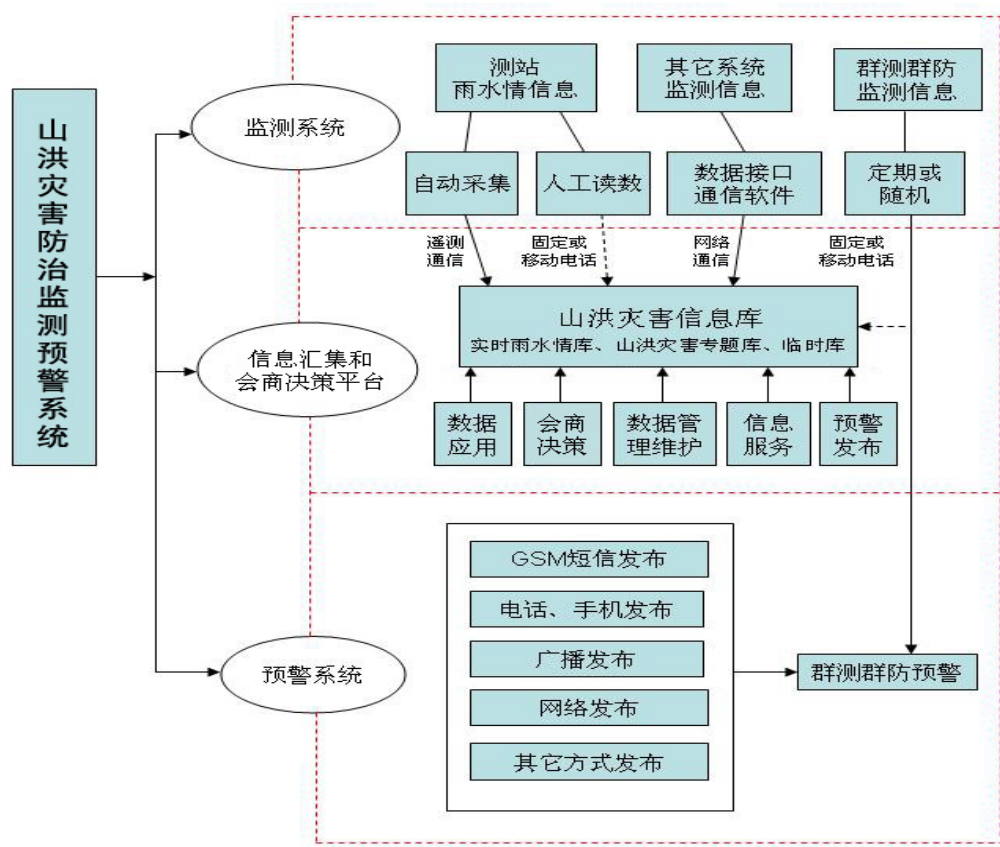 山洪灾害防治监测预警系统
监测系统
测站
雨水情信息
其它系统
监测信息
群测群防
监测信息
自动采集
人工读数
数据接口
通信软件
定期或
随机
遥测
通信
固定或
移动电话
网络
通信
固定或
移动电话
信息汇集和
会商决策平台
山洪灾害信息库
实时雨水情库、山洪灾害专题库、临时库
数据
应用
会商
决策
数据管
理维护
信息
服务
预警
发布
预警系统
GSM短信发布
电话、手机发布
广播发布
网络发布
其它方式发布
群测群防预警